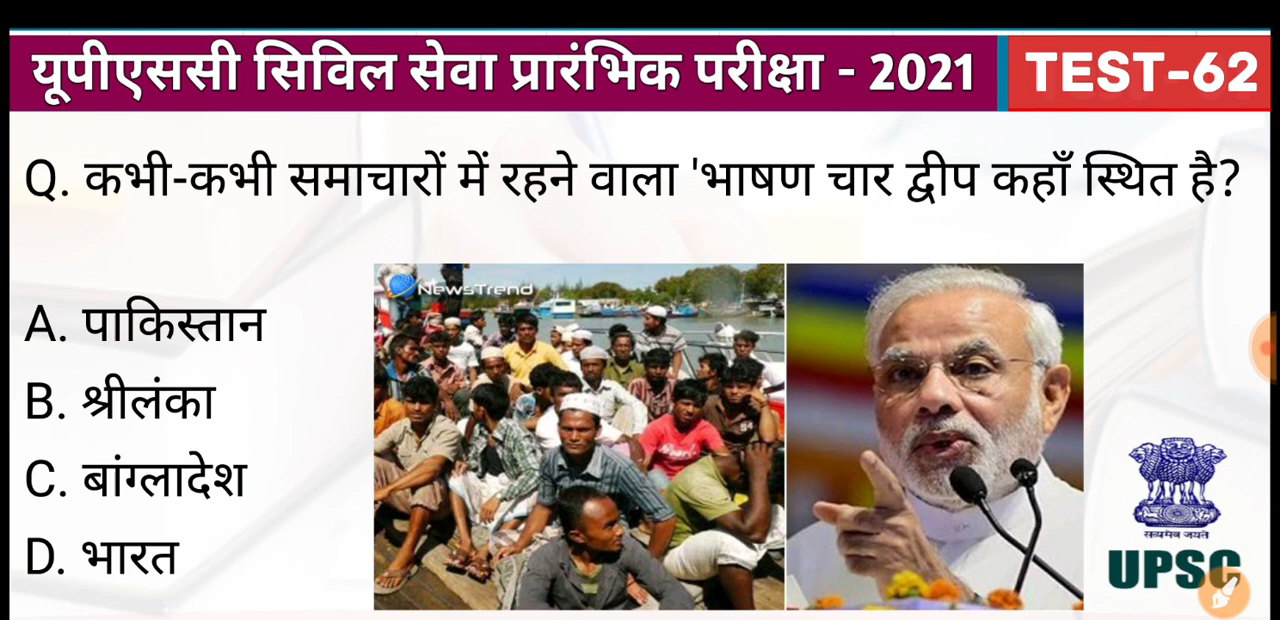 यूपीएससी सिविल सेवा प्रारंभिक परीक्षा - 2021 TEST-62
Q. कभी-कभी समाचारों में रहने वाला 'भाषण चार द्वीप कहाँ स्थित है?
NewsTrend
A. पाकिस्तान
B. श्रीलंका
C. बांग्लादेश
D. भारत
सत्यमेव जयते
UPSC